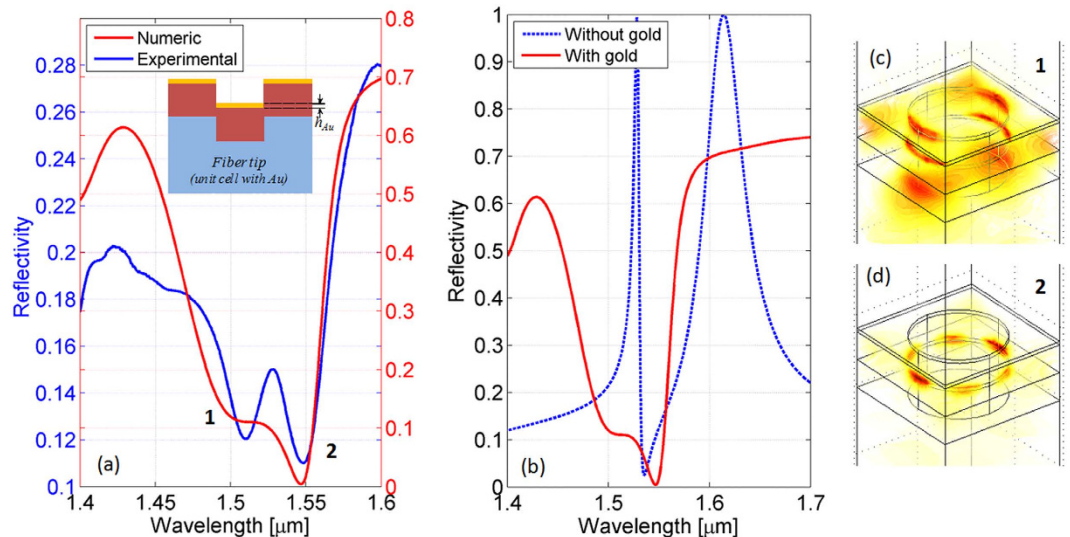 Numeric
Experimental
Reflectivity
0.28
0.26
0.24
0.22
0.2
0.18
0.16
0.14
0.12
0.1
0.8
0.7
0.6
0.5
0.4
0.3
0.2
0.1
0
hAu
Fiber tip
(unit cell with Au)
1
2
(a)
1.4
1.45
1.5
1.55
1.6
Wavelength [μm]
Without gold
With gold
Reflectivity
1
0.9
0.8
0.7
0.6
0.5
0.4
0.3
0.2
0.1
0
(b)
1.4
1.5
1.6
1.7
Wavelength [μm]
(c)
1
(d)
2